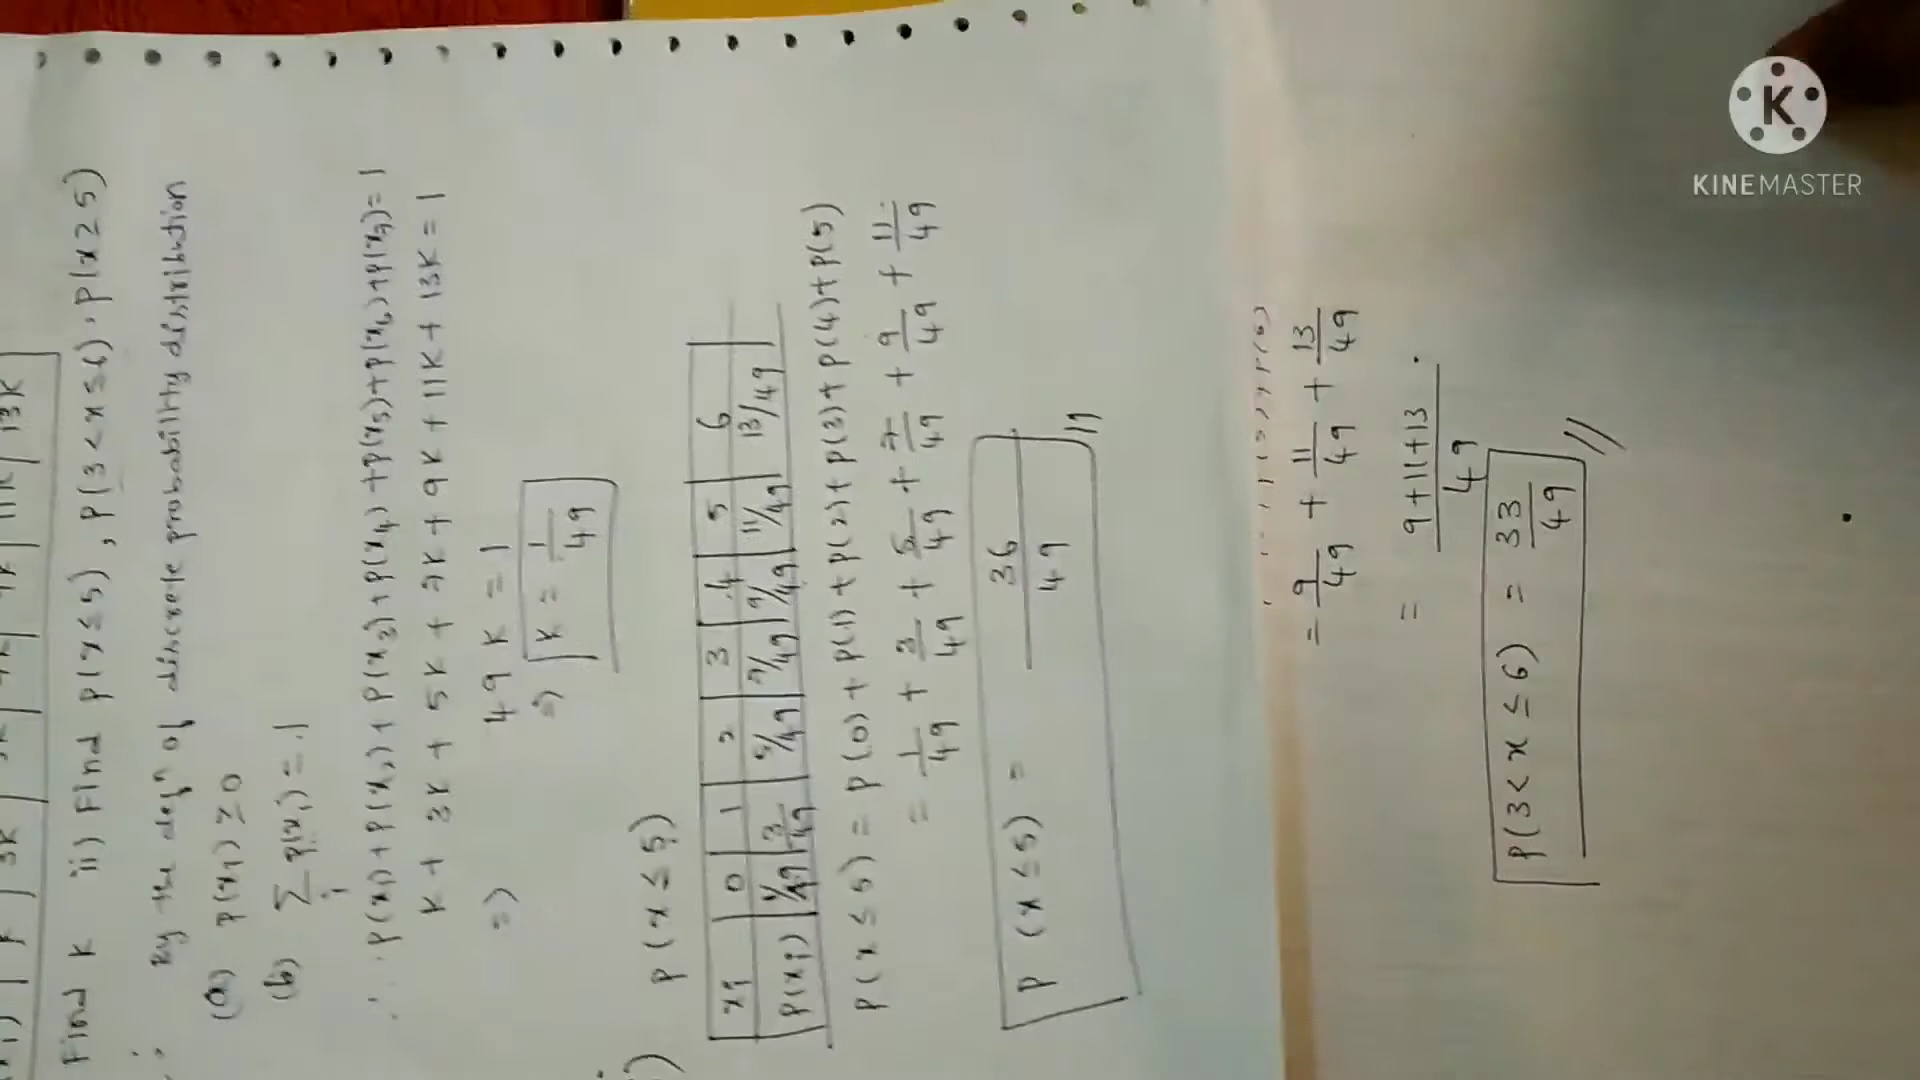 13K
Find K ii) Find P(x ≤ 5), P(3 < x ≤ 6), P(x ≥ 5)
By the defn of discrete probability distribution
(a) P(xi) ≥ 0
(b) ∑ P(xi) = 1
i
∴ P(x1)+P(x2)+P(x3)+P(x4)+P(x5)+P(x6)+P(x7)=1
K + 3K + 5K + 7K + 9K + 11K + 13K = 1
=> 49K = 1
=> K = 1/49
P(x ≤ 5)
xi 0 1 2 3 4 5 6
P(xi) 1/49 3/49 5/49 7/49 9/49 11/49 13/49
P(x ≤ 5) = P(0) + P(1) + P(2) + P(3) + P(4) + P(5)
= 1/49 + 3/49 + 5/49 + 7/49 + 9/49 + 11/49
P(x ≤ 5) = 36/49
= 9/49 + 11/49 + 13/49
= 9+11+13/49
P(3 < x ≤ 6) = 33/49
K
KINEMASTER